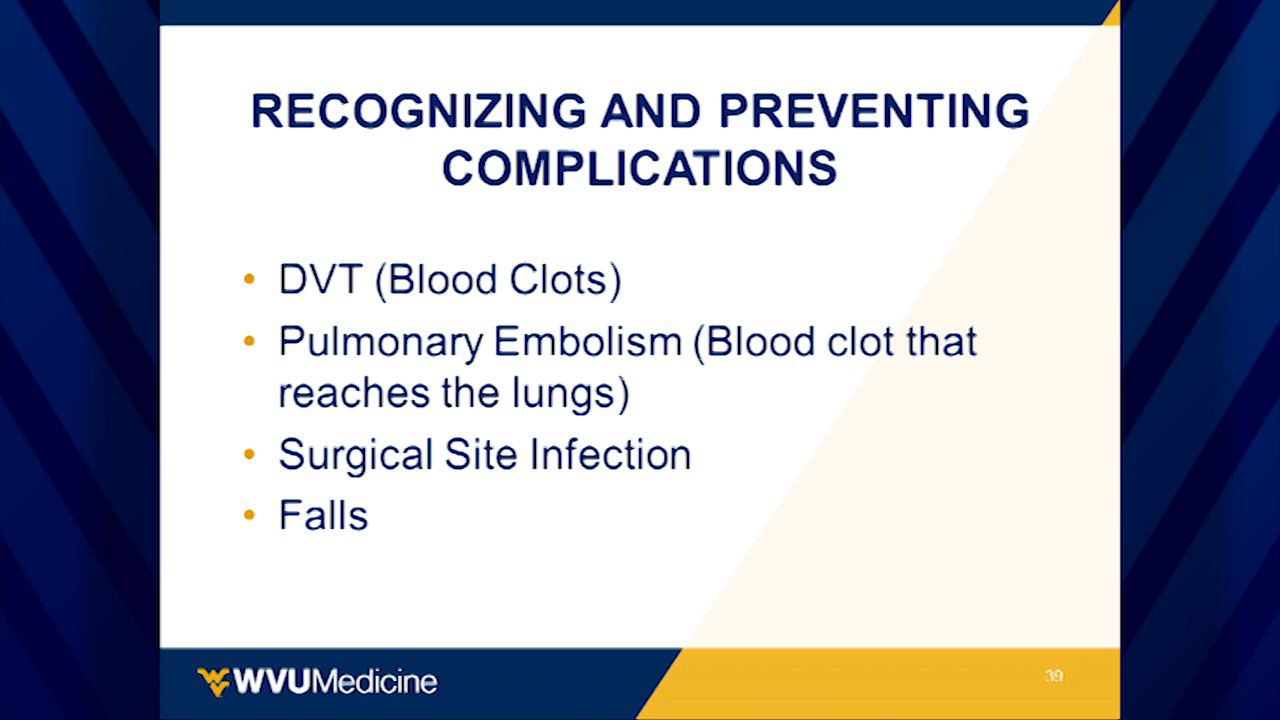 RECOGNIZING AND PREVENTING
COMPLICATIONS
• DVT (Blood Clots)
• Pulmonary Embolism (Blood clot that
reaches the lungs)
• Surgical Site Infection
• Falls
WVUMedicine
39